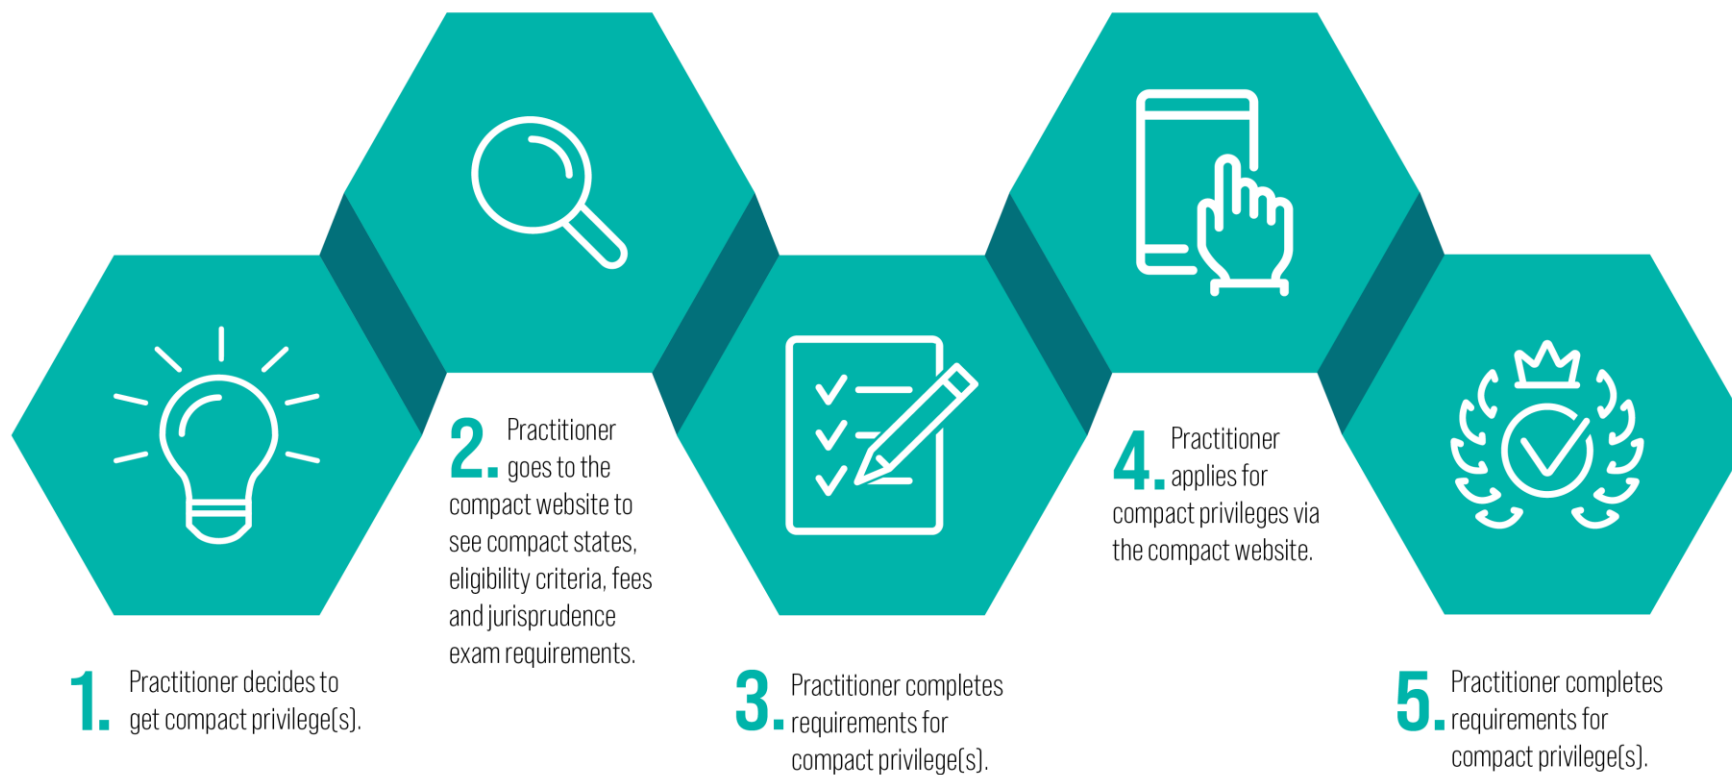 1. Practitioner decides to
get compact privilege(s).
2. Practitioner
goes to the
compact website to
see compact states,
eligibility criteria, fees
and jurisprudence
exam requirements.
3. Practitioner completes
requirements for
compact privilege(s).
4. Practitioner
applies for
compact privileges via
the compact website.
5. Practitioner completes
requirements for
compact privilege(s).